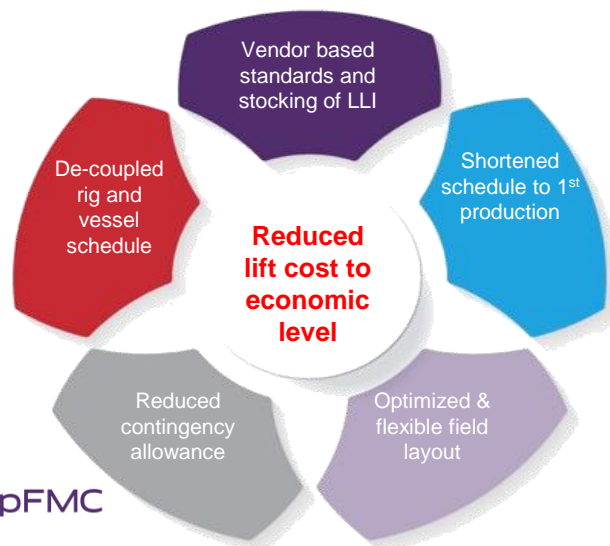 Vendor based
standards and
stocking of LLI
Shortened
schedule to 1st
production
Optimized &
flexible field
layout
Reduced
contingency
allowance
De-coupled
rig and
vessel
schedule
Reduced
lift cost to
economic
level
pFMC